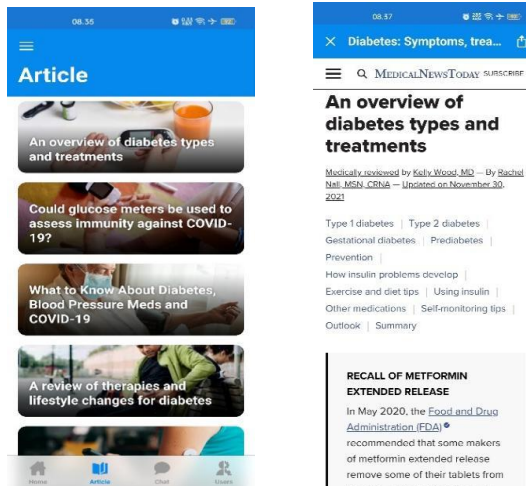 08.35
Article
An overview of diabetes types
and treatments
Could glucose meters be used to
assess immunity against COVID-
19?
What to Know About Diabetes,
Blood Pressure Meds and
COVID-19
A review of therapies and
lifestyle changes for diabetes
Home
Article
Chat
Users
08.37
Diabetes: Symptoms, trea...
MEDICALNEWSTODAY SUBSCRIBE
An overview of
diabetes types and
treatments
Medically reviewed by Kelly Wood, MD — By Rachel
Nall, MSN, CRNA — Updated on November 30,
2021
Type 1 diabetes | Type 2 diabetes |
Gestational diabetes | Prediabetes |
Prevention |
How insulin problems develop |
Exercise and diet tips | Using insulin |
Other medications | Self-monitoring tips |
Outlook | Summary
RECALL OF METFORMIN
EXTENDED RELEASE
In May 2020, the Food and Drug
Administration (FDA)
recommended that some makers
of metformin extended release
remove some of their tablets from